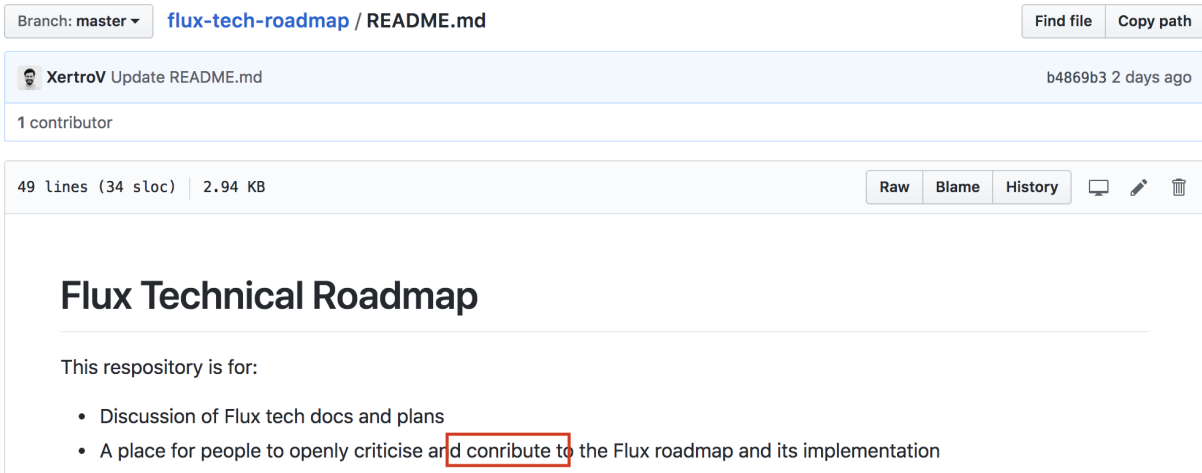 Branch: master flux-tech-roadmap / README.md Find file Copy path
XertroV Update README.md b4869b3 2 days ago
1 contributor
49 lines (34 sloc) 2.94 KB Raw Blame History
Flux Technical Roadmap
This respository is for:
• Discussion of Flux tech docs and plans
• A place for people to openly criticise and conribute to the Flux roadmap and its implementation